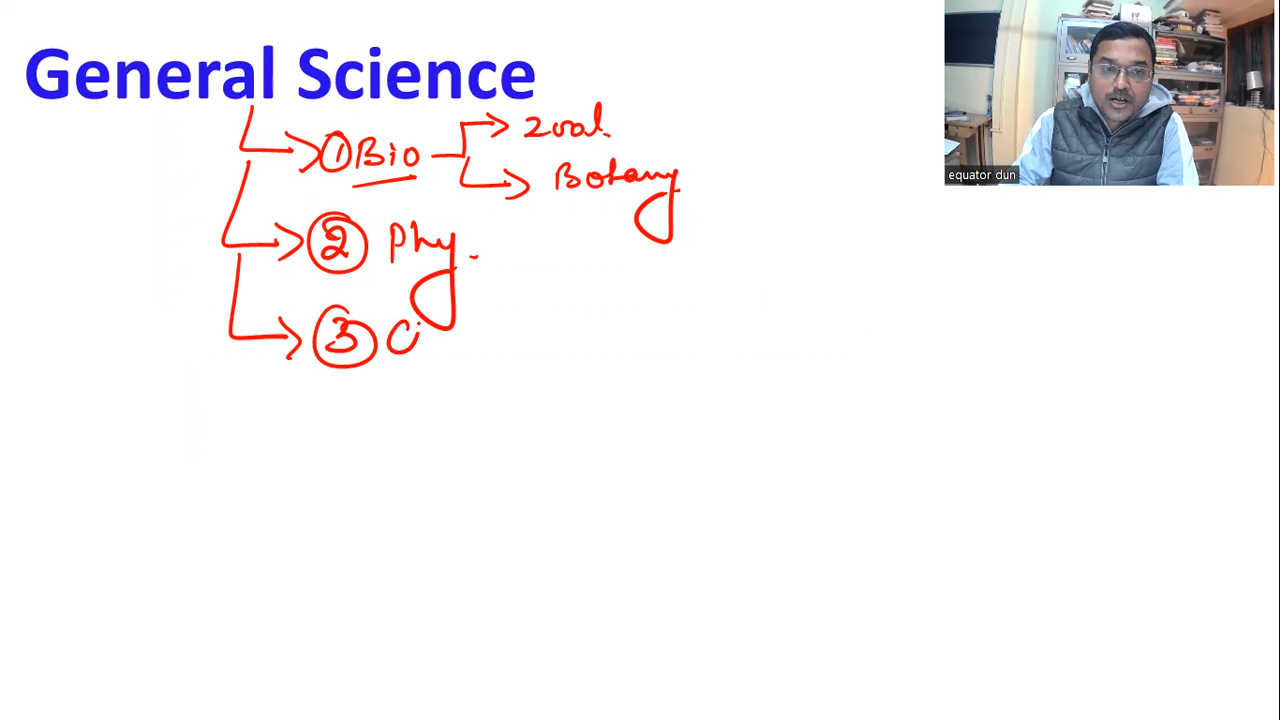 General Science
① Bio
Zool.
Botany
② Phy.
③ C
equator dun